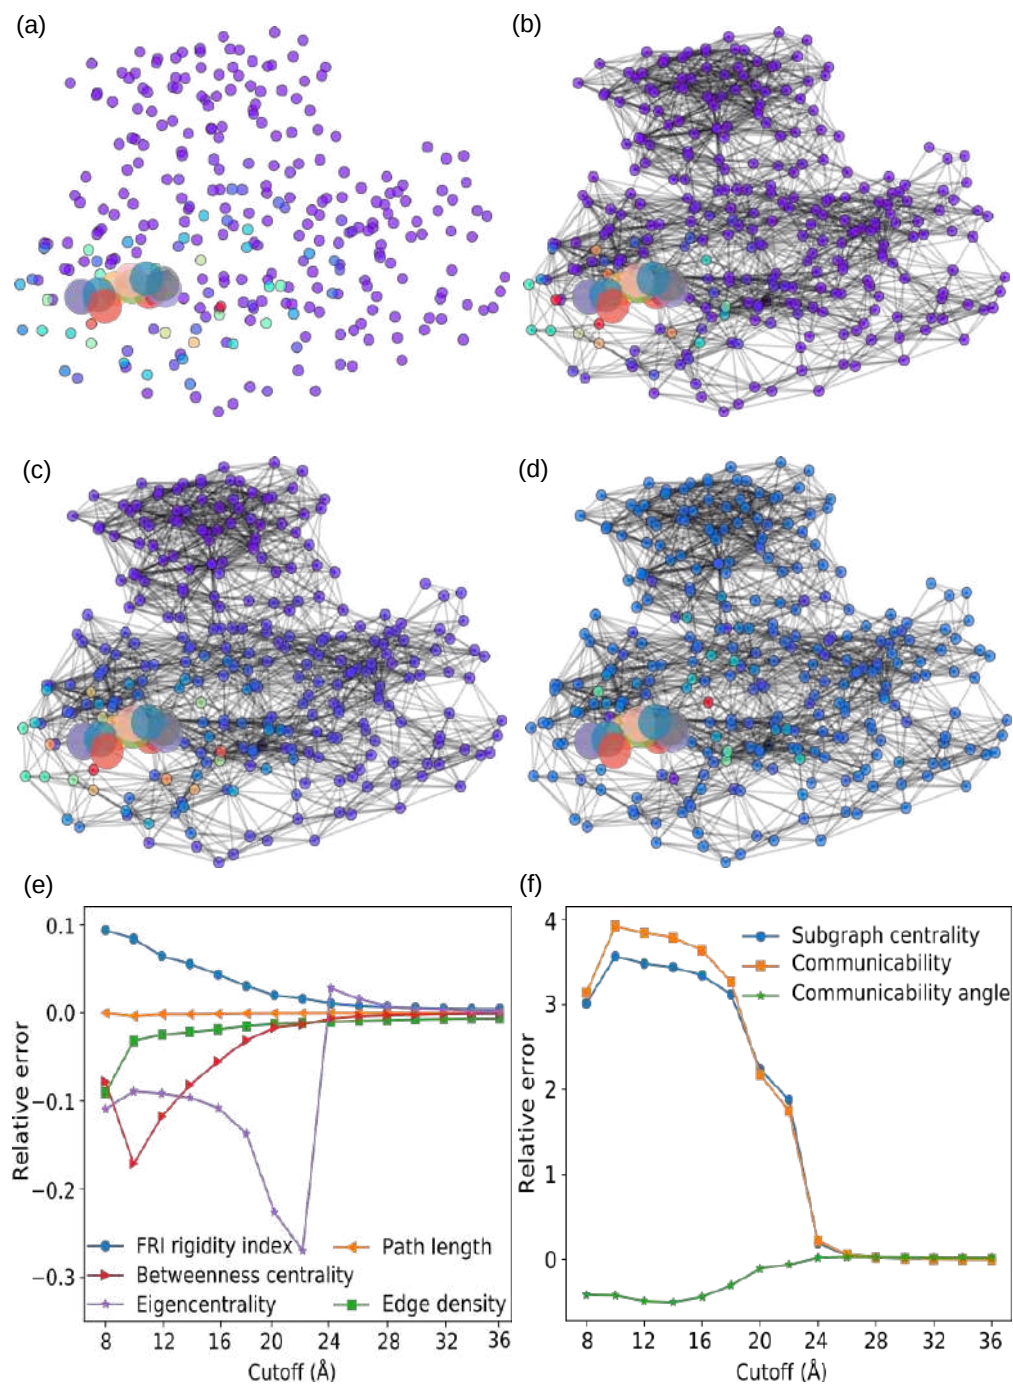 (a)
(b)
(c)
(d)
(e)
(f)
0.1
0.0
−0.1
−0.2
−0.3
Relative error
FRI rigidity index
Path length
Betweenness centrality
Eigencentrality
Edge density
8 12 16 20 24 28 32 36
Cutoff (Å)
4
3
2
1
0
Relative error
Subgraph centrality
Communicability
Communicability angle
8 12 16 20 24 28 32 36
Cutoff (Å)